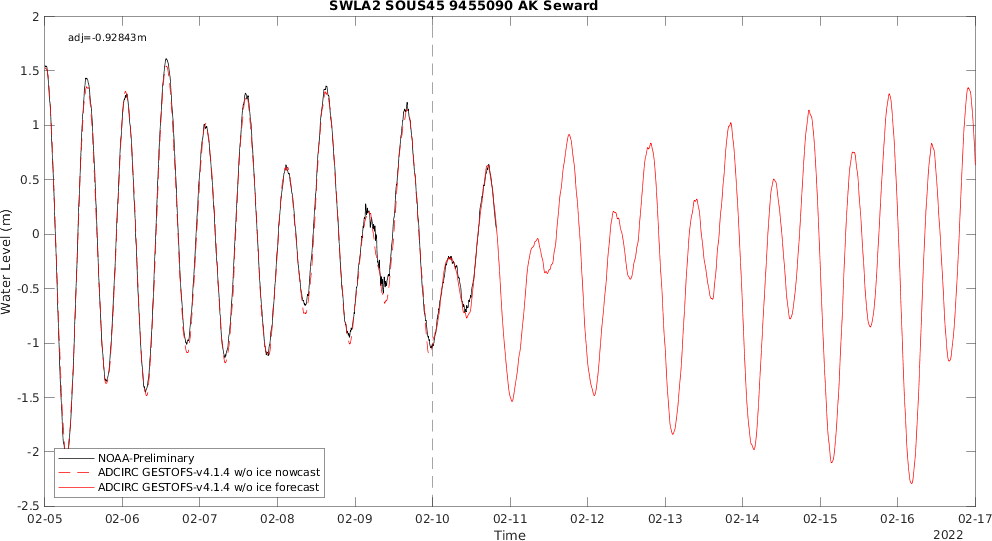 SWLA2 SOUS45 9455090 AK Seward
adj=-0.92843m
2
1.5
1
0.5
0
-0.5
-1
-1.5
-2
-2.5
Water Level (m)
NOAA-Preliminary
ADCIRC GESTOFS-v4.1.4 w/o ice nowcast
ADCIRC GESTOFS-v4.1.4 w/o ice forecast
02-05 02-06 02-07 02-08 02-09 02-10 02-11 02-12 02-13 02-14 02-15 02-16 02-17
Time
2022